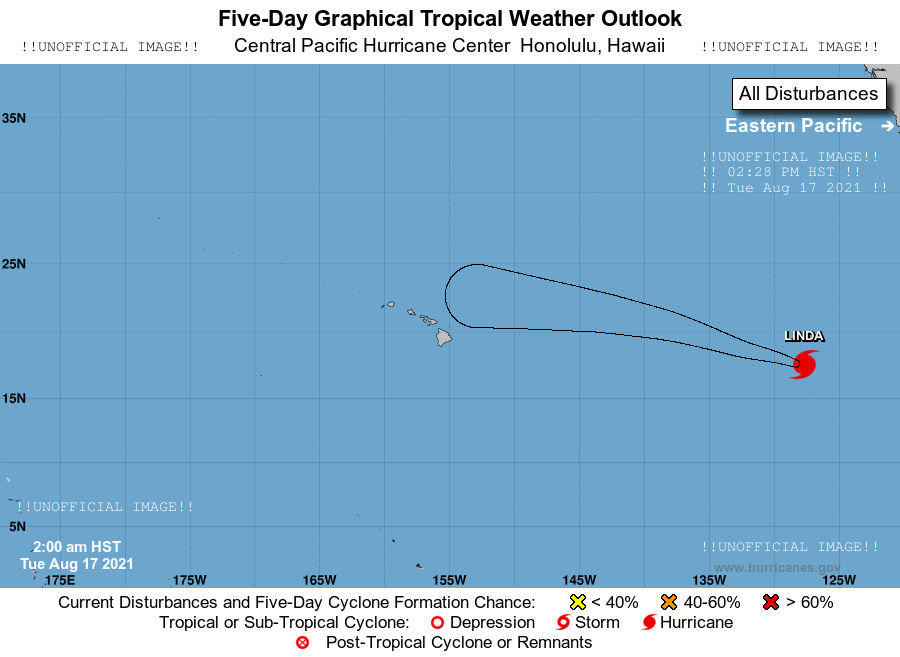 Five-Day Graphical Tropical Weather Outlook
!!UNOFFICIAL IMAGE!! Central Pacific Hurricane Center Honolulu, Hawaii !!UNOFFICIAL IMAGE!!
All Disturbances
35N
Eastern Pacific ➔
!!UNOFFICIAL IMAGE!!
!! 02:28 PM HST !!
!! Tue Aug 17 2021 !!
25N
LINDA
15N
!!UNOFFICIAL IMAGE!!
5N
2:00 am HST
Tue Aug 17 2021
!!UNOFFICIAL IMAGE!!
www.hurricanes.gov
175E 175W 165W 155W 145W 135W 125W
Current Disturbances and Five-Day Cyclone Formation Chance: < 40% 40-60% > 60%
Tropical or Sub-Tropical Cyclone: Depression Storm Hurricane
Post-Tropical Cyclone or Remnants